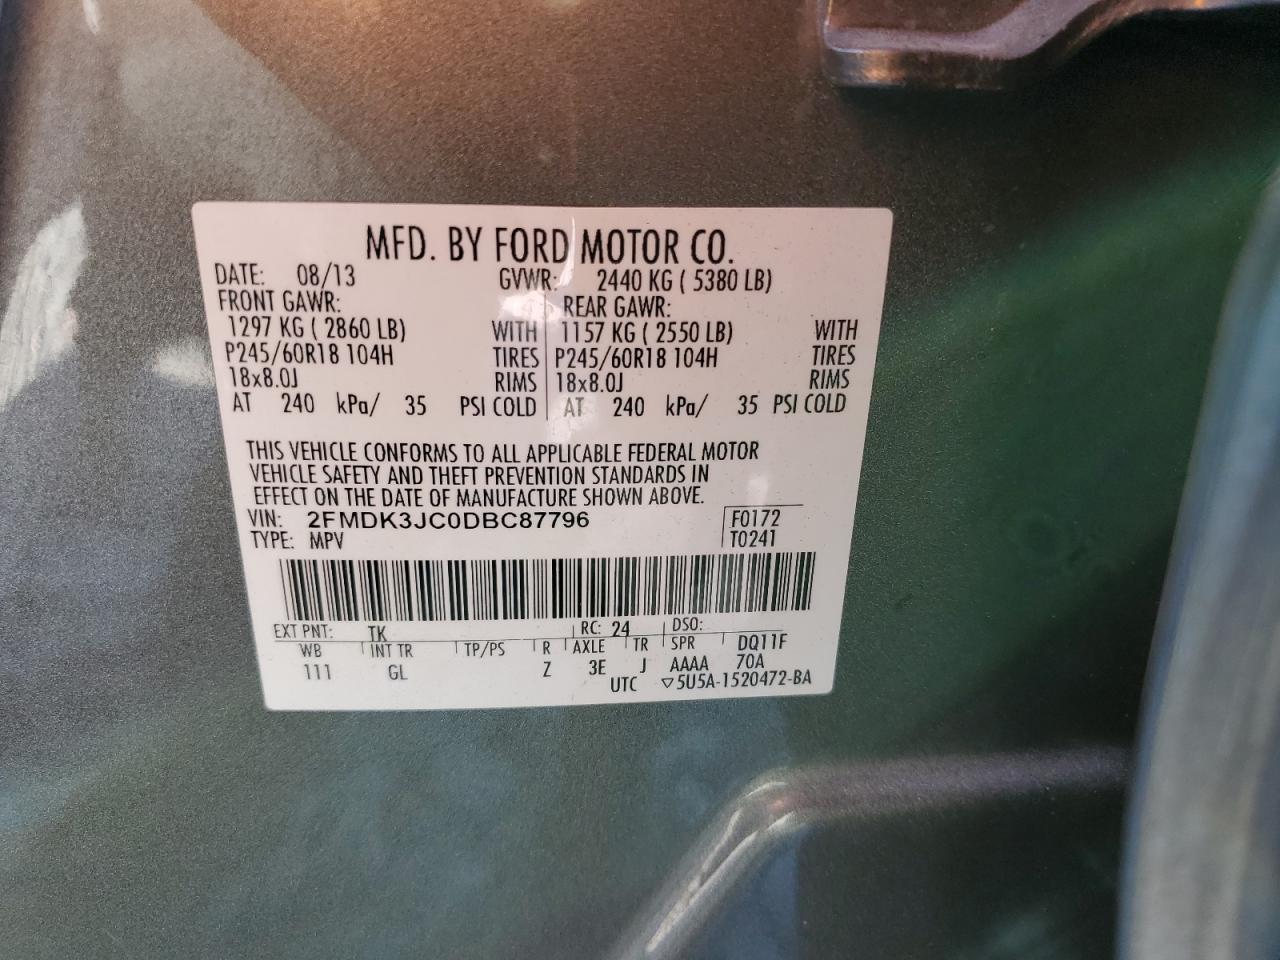 MFD. BY FORD MOTOR CO.
DATE: 08/13 GVWR: 2440 KG ( 5380 LB)
FRONT GAWR: REAR GAWR:
1297 KG ( 2860 LB) WITH 1157 KG ( 2550 LB) WITH
P245/60R18 104H TIRES P245/60R18 104H TIRES
18x8.0J RIMS 18x8.0J RIMS
AT 240 kPa/ 35 PSI COLD AT 240 kPa/ 35 PSI COLD
THIS VEHICLE CONFORMS TO ALL APPLICABLE FEDERAL MOTOR
VEHICLE SAFETY AND THEFT PREVENTION STANDARDS IN
EFFECT ON THE DATE OF MANUFACTURE SHOWN ABOVE.
VIN: 2FMDK3JC0DBC87796 F0172
TYPE: MPV T0241
EXT PNT: TK RC: 24 DSO:
WB INT TR TP/PS R AXLE TR SPR DQ11F
111 GL Z 3E J AAAA 70A
UTC ▽5U5A-1520472-BA